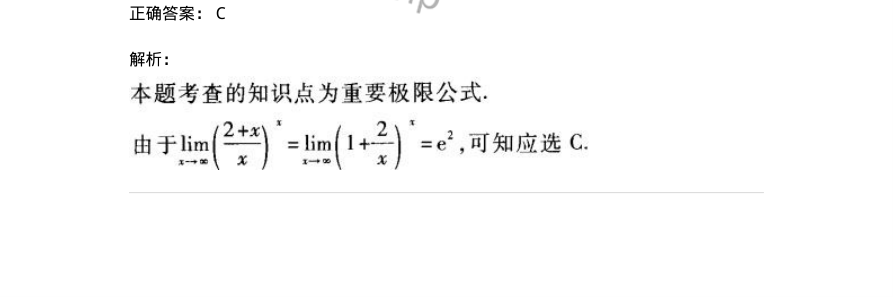 正确答案： C
解析：
本题考查的知识点为重要极限公式.
由于lim_{x→∞}((2+x)/x)^x=lim_{x→∞}(1+2/x)^x=e²,可知应选 C.